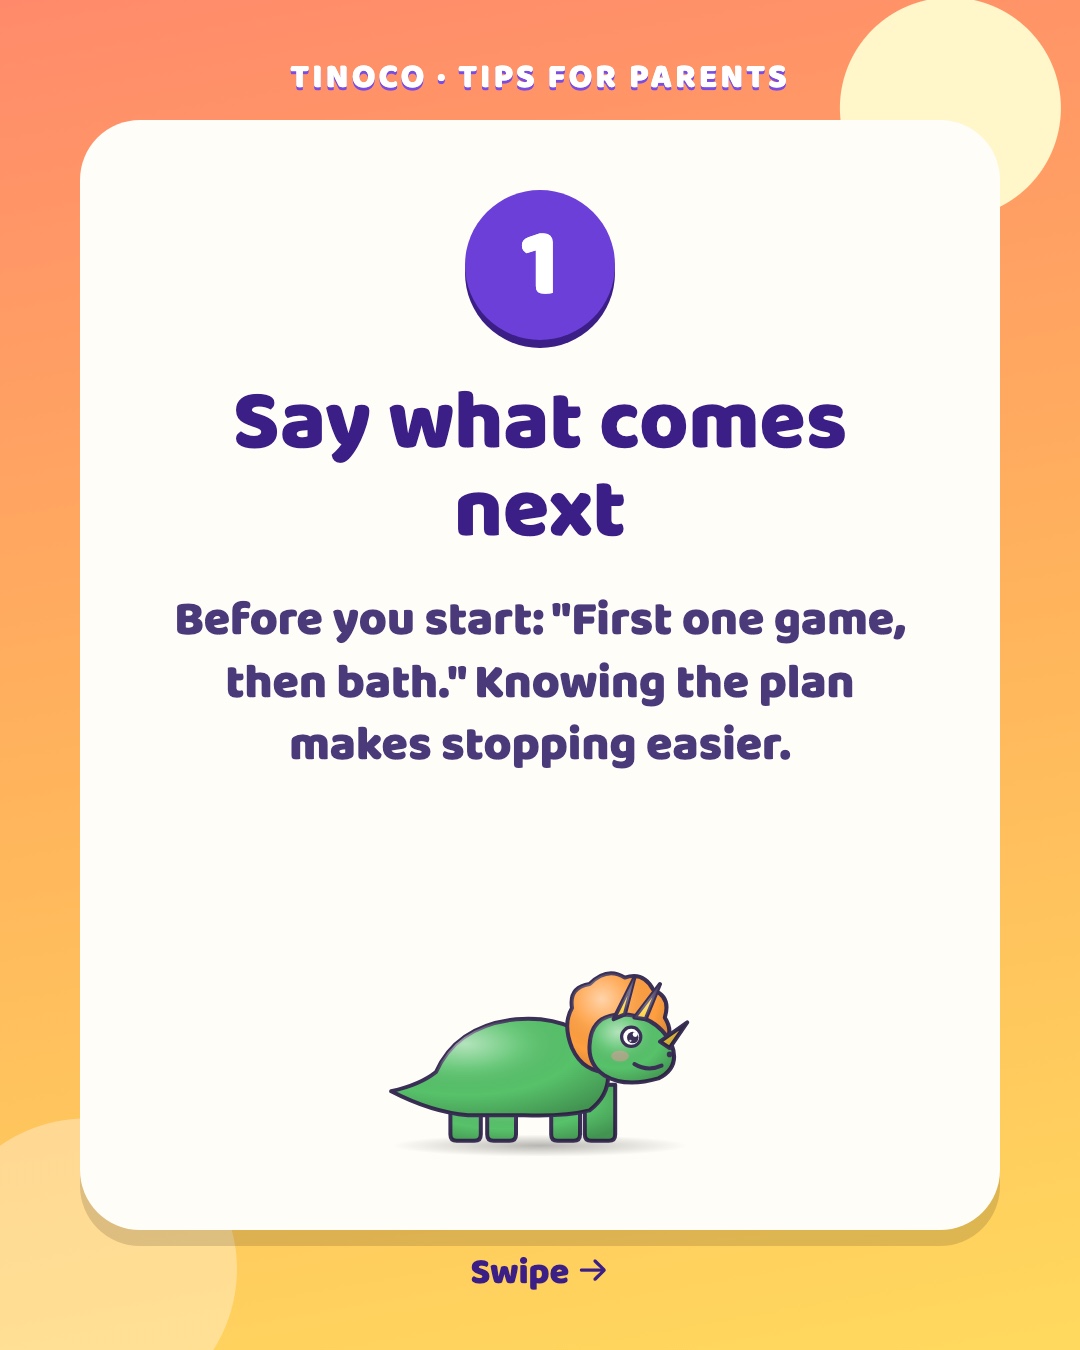 TINOCO · TIPS FOR PARENTS
1
Say what comes
next
Before you start: "First one game,
then bath." Knowing the plan
makes stopping easier.
Swipe →